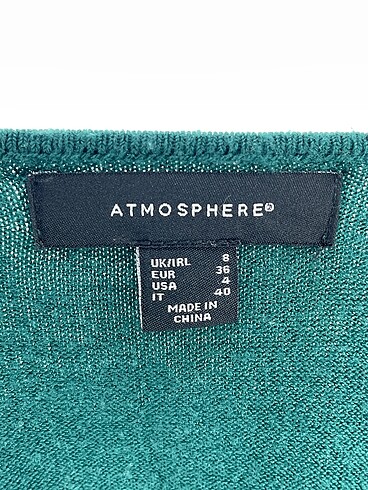 ATMOSPHERE®
UK/IRL 8
EUR 36
USA 4
IT 40
MADE IN
CHINA